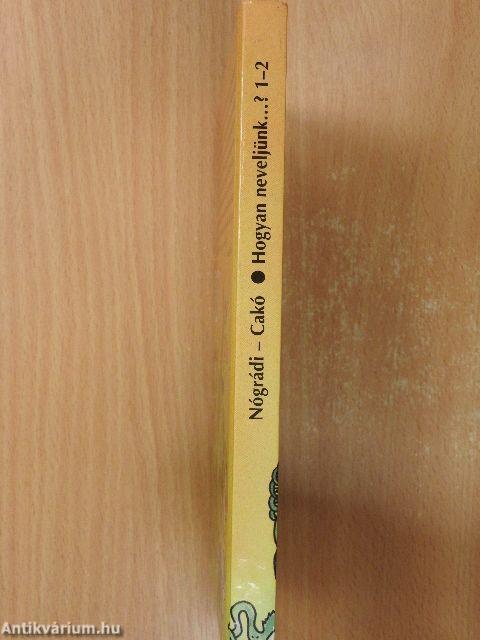 Nógrádi – Cakó ● Hogyan neveljünk...? 1–2
Antikvárium.hu